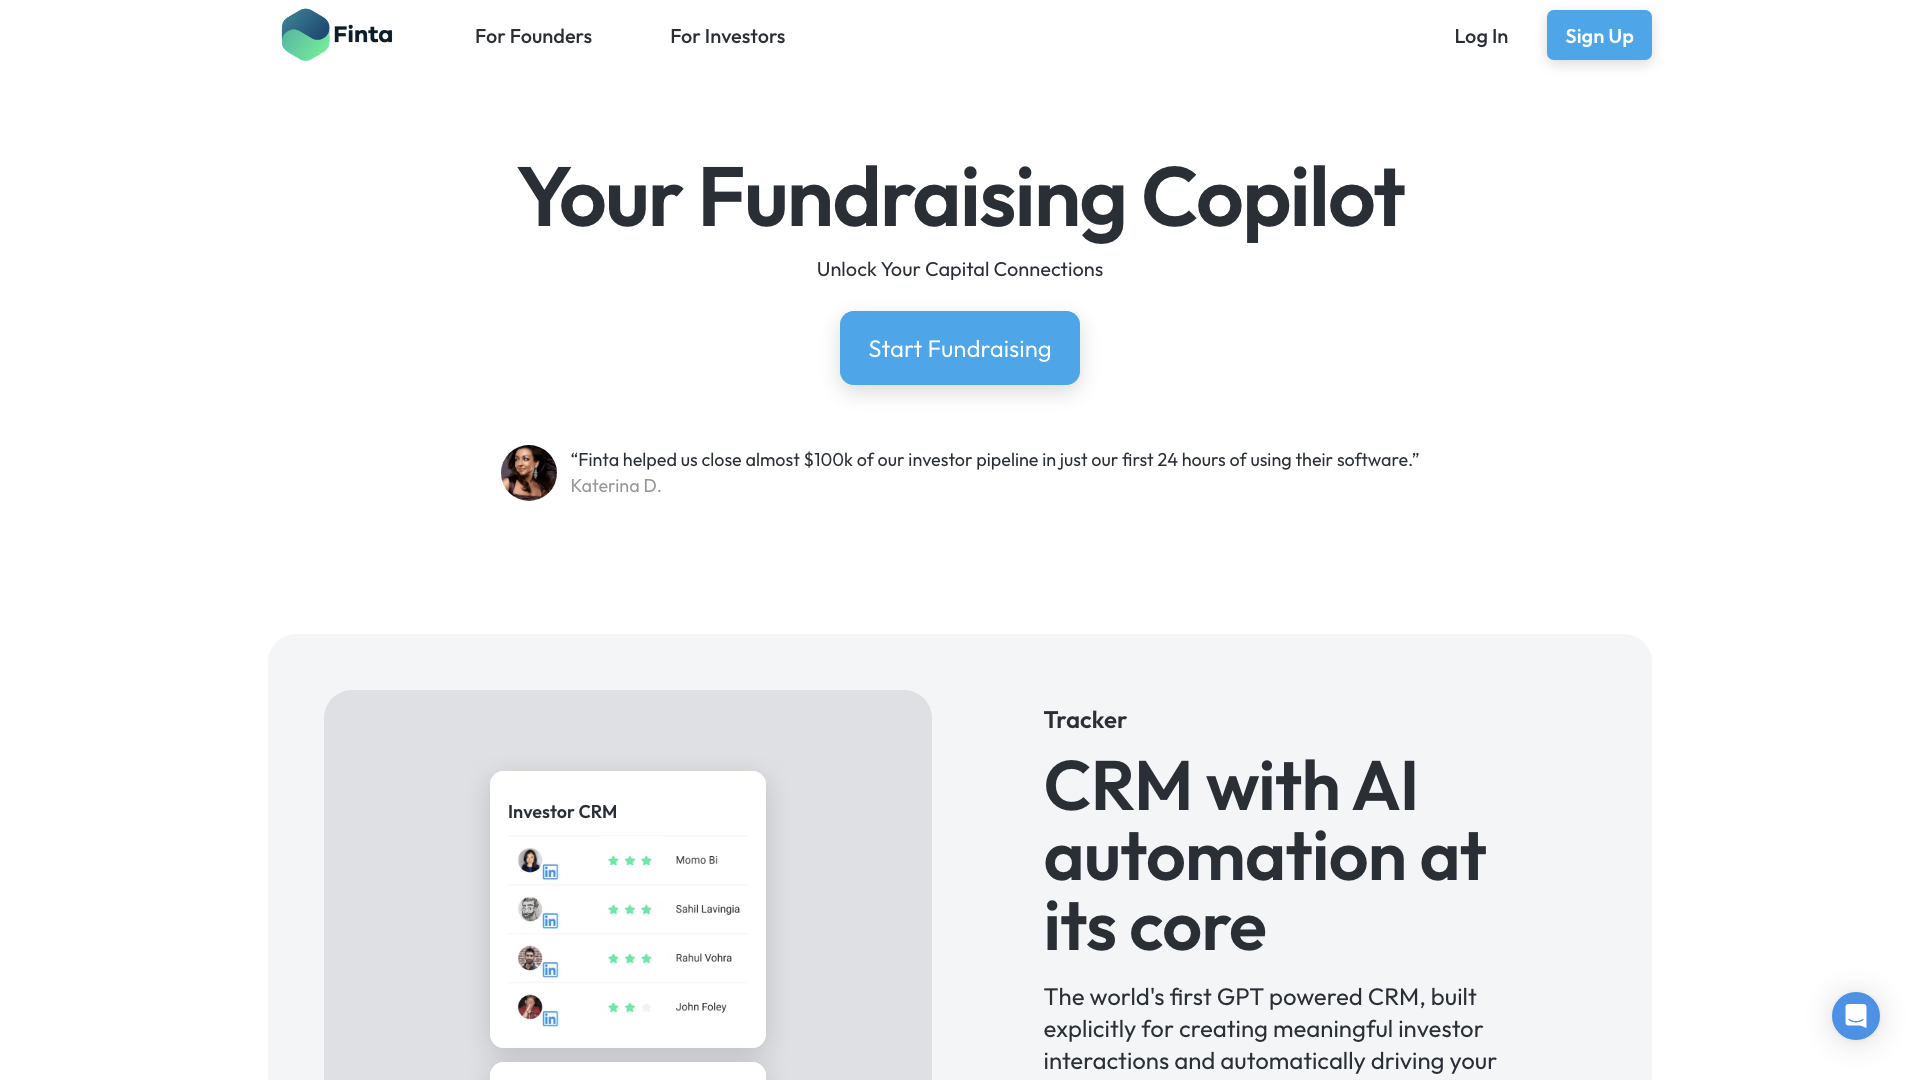 Finta
For Founders
For Investors
Log In
Sign Up
Your Fundraising Copilot
Unlock Your Capital Connections
Start Fundraising
“Finta helped us close almost $100k of our investor pipeline in just our first 24 hours of using their software.”
Katerina D.
Investor CRM
in
Momo Bi
in
Sahil Lavingia
in
Rahul Vohra
in
John Foley
Tracker
CRM with AI
automation at
its core
The world's first GPT powered CRM, built
explicitly for creating meaningful investor
interactions and automatically driving your